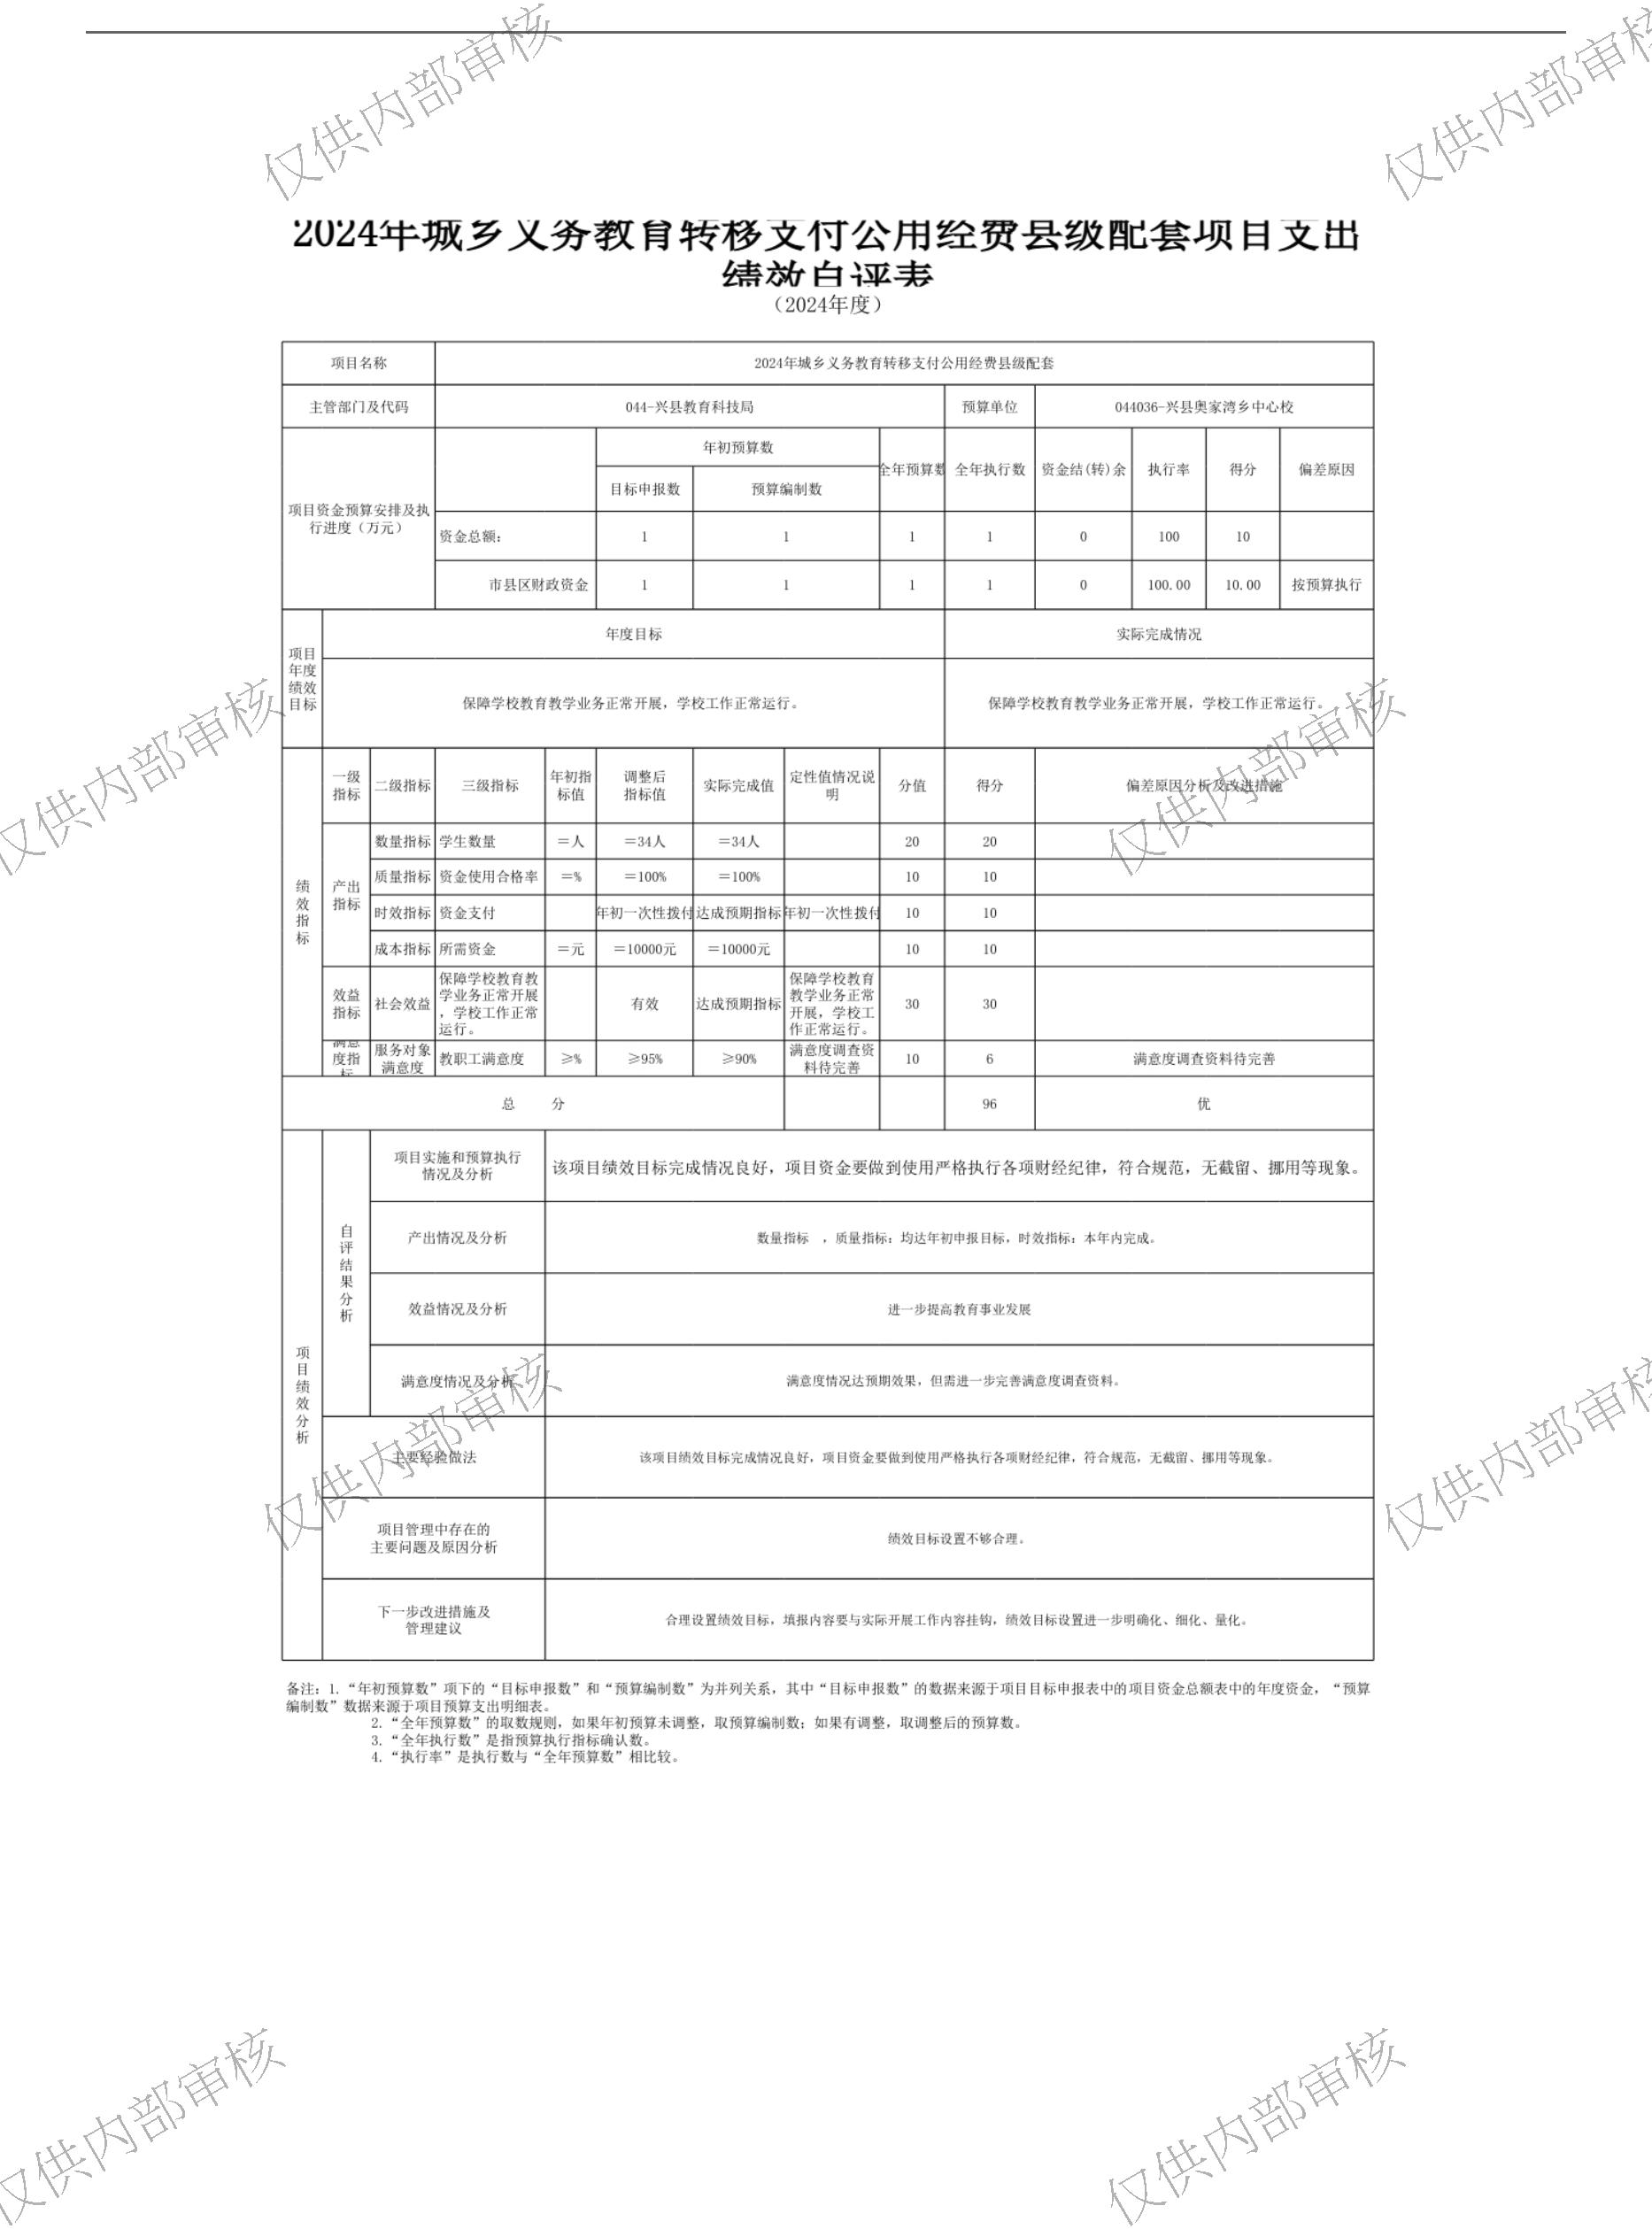 2024年城乡义务教育转移支付公用经费县级配套项目支出
绩效自评表
（2024年度）
项目名称 2024年城乡义务教育转移支付公用经费县级配套
主管部门及代码 044-兴县教育科技局 预算单位 044036-兴县奥家湾乡中心校
项目资金预算安排及执
行进度（万元）
年初预算数 全年预算数 全年执行数 资金结(转)余 执行率 得分 偏差原因
目标申报数 预算编制数
资金总额： 1 1 1 1 0 100 10
市县区财政资金 1 1 1 1 0 100.00 10.00 按预算执行
项目
年度
绩效
目标
年度目标 实际完成情况
保障学校教育教学业务正常开展，学校工作正常运行。 保障学校教育教学业务正常开展，学校工作正常运行。
绩
效
指
标
一级
指标
二级指标 三级指标
年初指
标值
调整后
指标值
实际完成值
定性值情况说
明
分值 得分 偏差原因分析及改进措施
产出
指标
数量指标 学生数量 ＝人 ＝34人 ＝34人 20 20
质量指标 资金使用合格率 ＝% ＝100% ＝100% 10 10
时效指标 资金支付 年初一次性拨付 达成预期指标 年初一次性拨付 10 10
成本指标 所需资金 ＝元 ＝10000元 ＝10000元 10 10
效益
指标
社会效益
保障学校教育教
学业务正常开展
，学校工作正常
运行。
有效 达成预期指标
保障学校教育
教学业务正常
开展，学校工
作正常运行。
30 30
满意
度指
标
服务对象
满意度
教职工满意度 ≥% ≥95% ≥90%
满意度调查资
料待完善
10 6 满意度调查资料待完善
总 分 96 优
项
目
绩
效
分
析
自
评
结
果
分
析
项目实施和预算执行
情况及分析
该项目绩效目标完成情况良好，项目资金要做到使用严格执行各项财经纪律，符合规范，无截留、挪用等现象。
产出情况及分析 数量指标 ，质量指标：均达年初申报目标，时效指标：本年内完成。
效益情况及分析 进一步提高教育事业发展
满意度情况及分析 满意度情况达预期效果，但需进一步完善满意度调查资料。
主要经验做法 该项目绩效目标完成情况良好，项目资金要做到使用严格执行各项财经纪律，符合规范，无截留、挪用等现象。
项目管理中存在的
主要问题及原因分析
绩效目标设置不够合理。
下一步改进措施及
管理建议
合理设置绩效目标，填报内容要与实际开展工作内容挂钩，绩效目标设置进一步明确化、细化、量化。
备注：1.“年初预算数”项下的“目标申报数”和“预算编制数”为并列关系，其中“目标申报数”的数据来源于项目目标申报表中的项目资金总额表中的年度资金，“预算
编制数”数据来源于项目预算支出明细表。
2.“全年预算数”的取数规则，如果年初预算未调整，取预算编制数；如果有调整，取调整后的预算数。
3.“全年执行数”是指预算执行指标确认数。
4.“执行率”是执行数与“全年预算数”相比较。
仅供内部审核
仅供内部审核
仅供内部审核
仅供内部审核
仅供内部审核
仅供内部审核
仅供内部审核
仅供内部审核